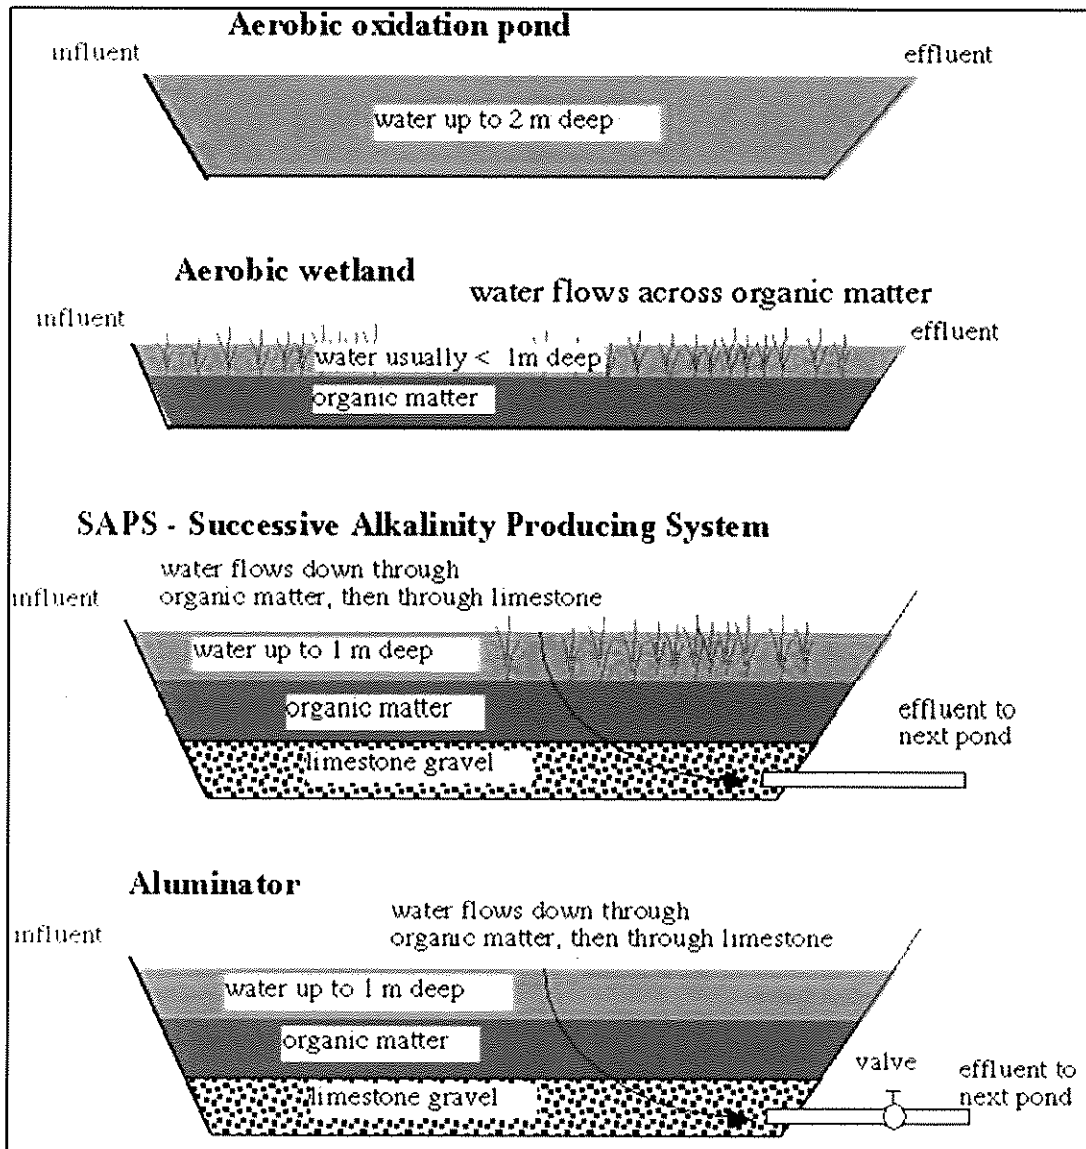 Aerobic oxidation pond
influent
effluent
water up to 2 m deep
Aerobic wetland
water flows across organic matter
influent
effluent
water usually < 1m deep
organic matter
SAPS - Successive Alkalinity Producing System
water flows down through
organic matter, then through limestone
influent
water up to 1 m deep
organic matter
effluent to
next pond
limestone gravel
Aluminator
water flows down through
organic matter, then through limestone
influent
water up to 1 m deep
organic matter
valve
effluent to
next pond
limestone gravel